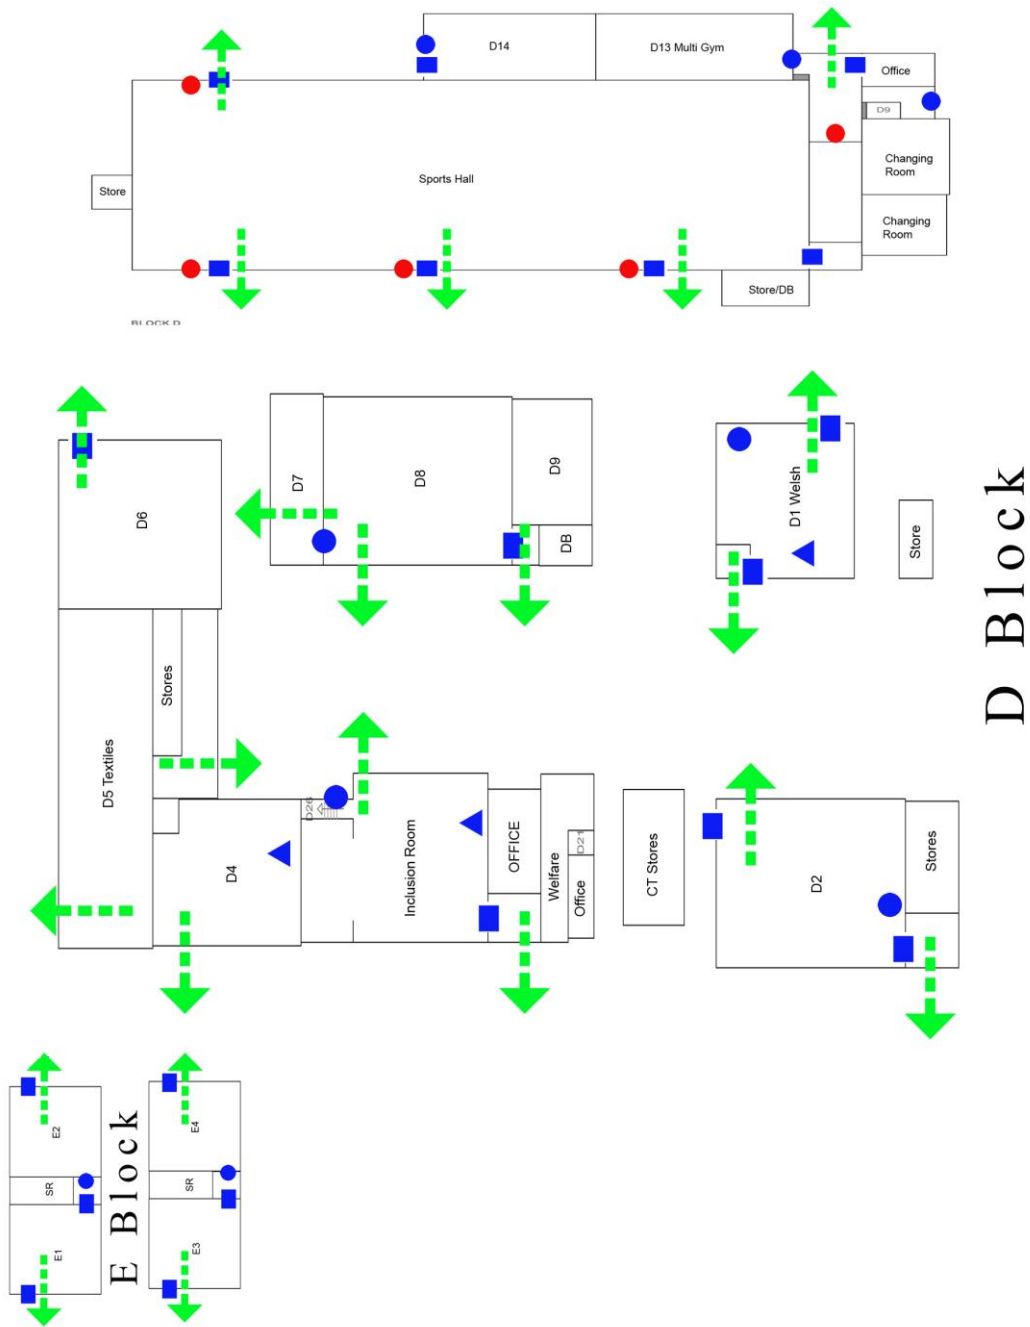 D14
D13 Multi Gym
Office
D9
Changing
Room
Sports Hall
Store
Changing
Room
Store/DB
BLOCK D
D7
D8
D9
DB
D6
D1 Welsh
Store
D Block
Stores
D5 Textiles
D26
D4
Inclusion Room
OFFICE
Welfare
D21
Office
CT Stores
D2
Stores
E2
SR
E1
E Block
E4
SR
E3